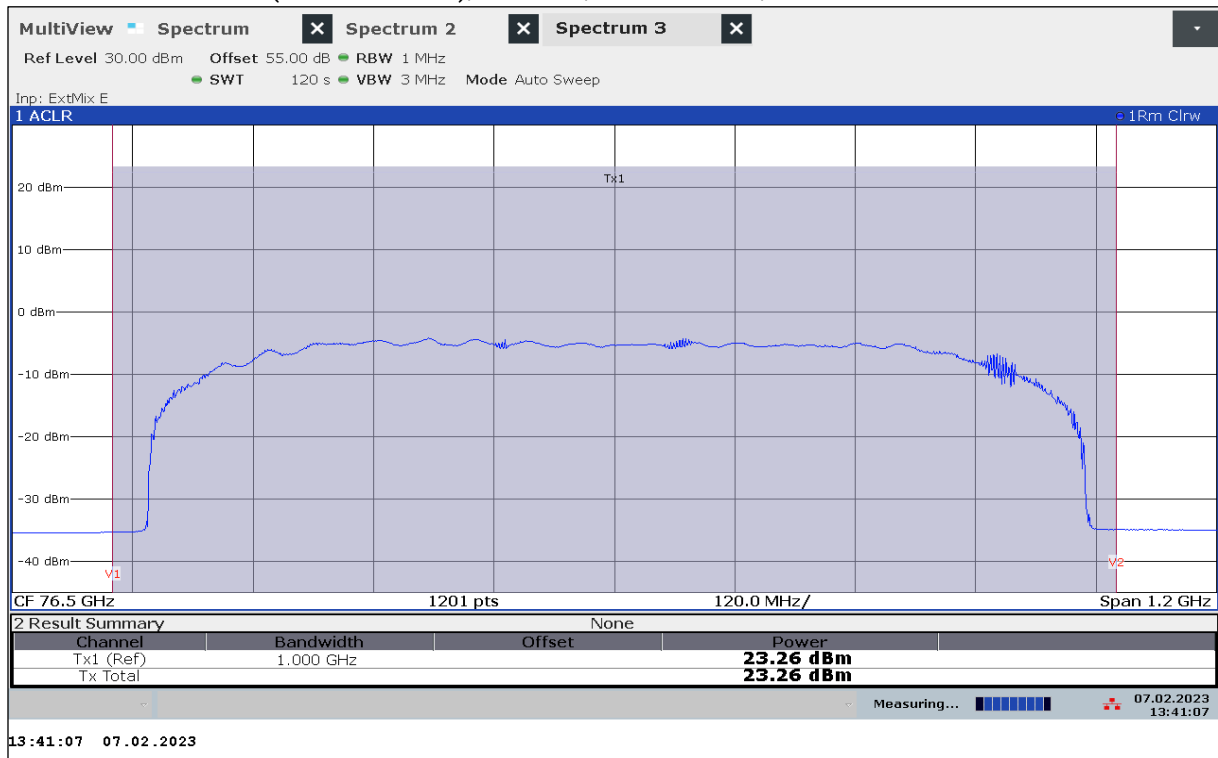 MultiView Spectrum X Spectrum 2 X Spectrum 3 X
Ref Level 30.00 dBm Offset 55.00 dB RBW 1 MHz
SWT 120 s VBW 3 MHz Mode Auto Sweep
Inp: ExtMix E
1 ACLR 1Rm Clrw
Tx1
20 dBm
10 dBm
0 dBm
-10 dBm
-20 dBm
-30 dBm
-40 dBm
V1 V2
CF 76.5 GHz 1201 pts 120.0 MHz/ Span 1.2 GHz
2 Result Summary None
Channel Bandwidth Offset Power
Tx1 (Ref) 1.000 GHz 23.26 dBm
Tx Total 23.26 dBm
Measuring... 07.02.2023
13:41:07
13:41:07 07.02.2023